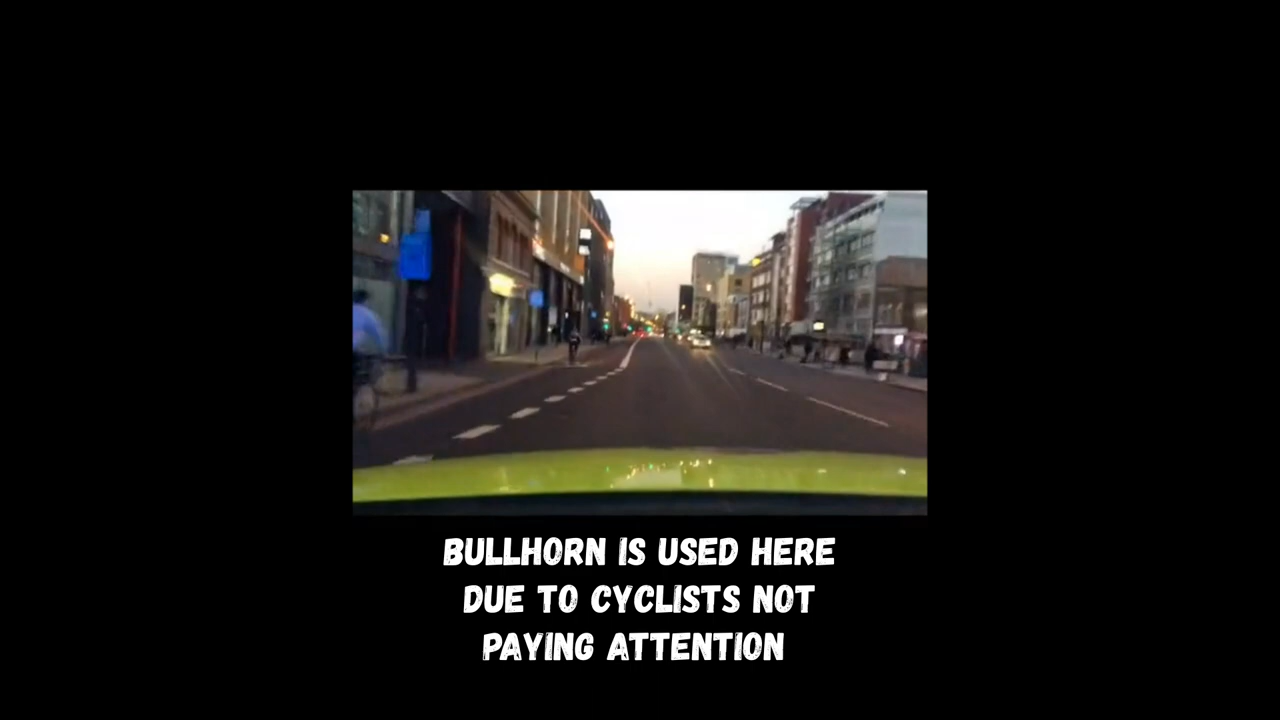 BULLHORN IS USED HERE
DUE TO CYCLISTS NOT
PAYING ATTENTION